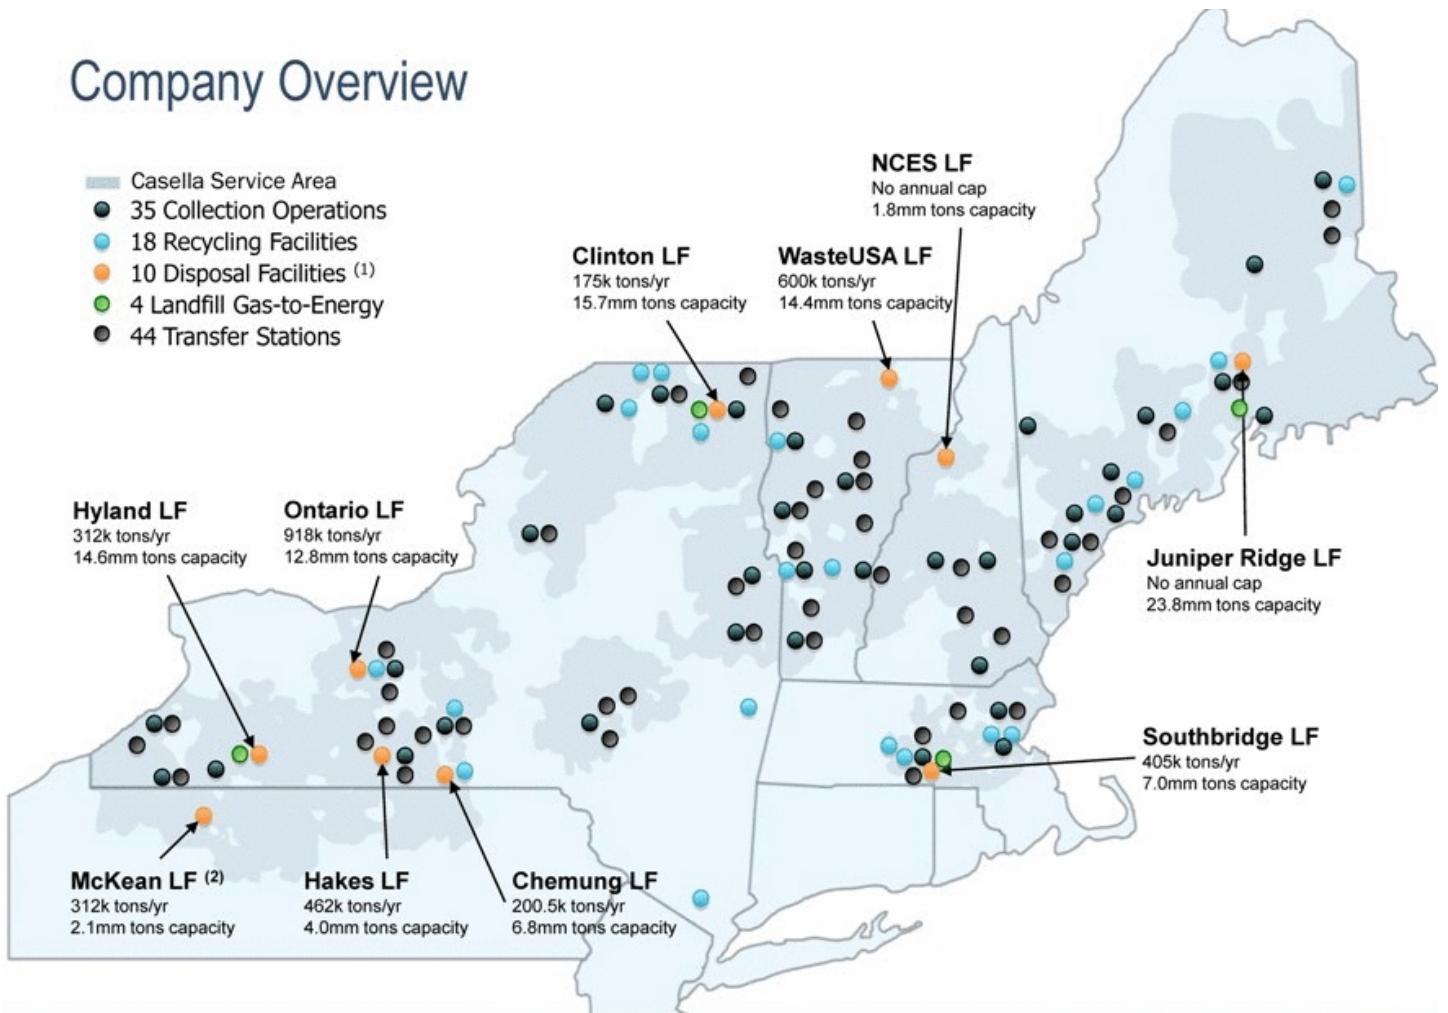 Company Overview
Casella Service Area
35 Collection Operations
18 Recycling Facilities
10 Disposal Facilities (1)
4 Landfill Gas-to-Energy
44 Transfer Stations
NCES LF
No annual cap
1.8mm tons capacity
Clinton LF
175k tons/yr
15.7mm tons capacity
WasteUSA LF
600k tons/yr
14.4mm tons capacity
Hyland LF
312k tons/yr
14.6mm tons capacity
Ontario LF
918k tons/yr
12.8mm tons capacity
Juniper Ridge LF
No annual cap
23.8mm tons capacity
Southbridge LF
405k tons/yr
7.0mm tons capacity
McKean LF (2)
312k tons/yr
2.1mm tons capacity
Hakes LF
462k tons/yr
4.0mm tons capacity
Chemung LF
200.5k tons/yr
6.8mm tons capacity